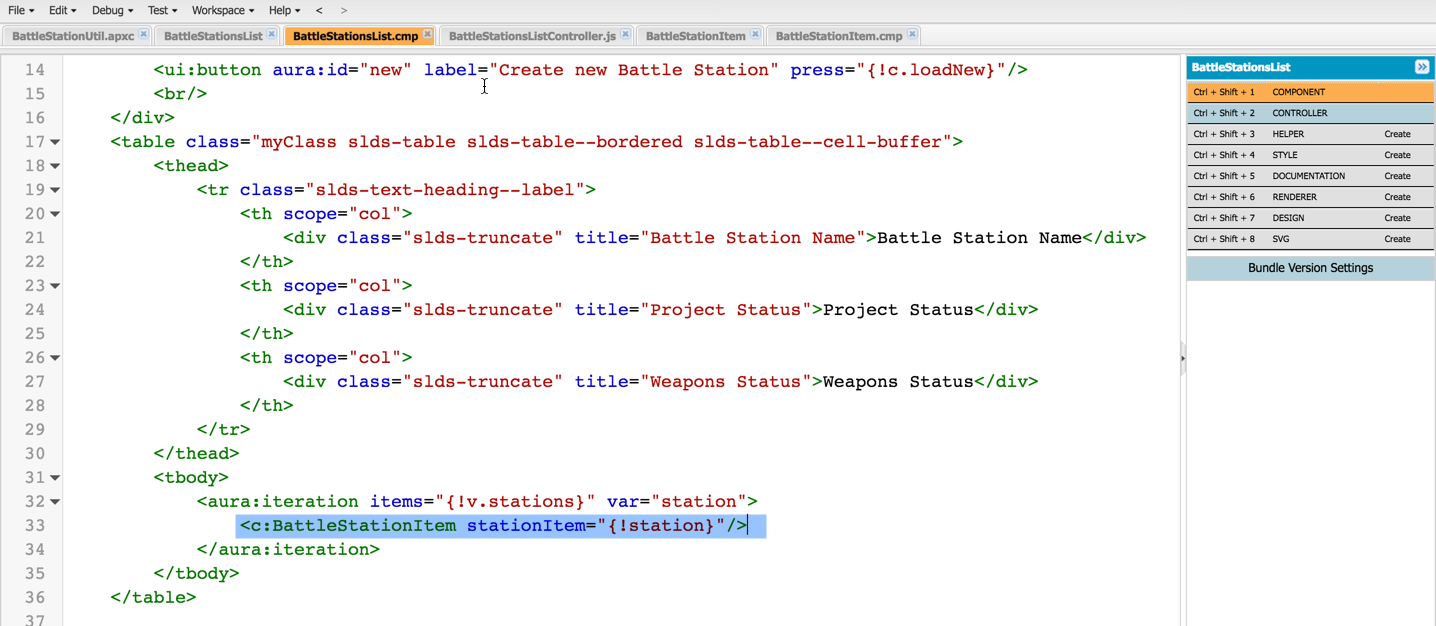 File Edit Debug Test Workspace Help < >
BattleStationUtil.apxc BattleStationsList BattleStationsList.cmp BattleStationsListController.js BattleStationItem BattleStationItem.cmp
14 <ui:button aura:id="new" label="Create new Battle Station" press="{!c.loadNew}"/>
15 <br/>
16 </div>
17 <table class="myClass slds-table slds-table--bordered slds-table--cell-buffer">
18 <thead>
19 <tr class="slds-text-heading--label">
20 <th scope="col">
21 <div class="slds-truncate" title="Battle Station Name">Battle Station Name</div>
22 </th>
23 <th scope="col">
24 <div class="slds-truncate" title="Project Status">Project Status</div>
25 </th>
26 <th scope="col">
27 <div class="slds-truncate" title="Weapons Status">Weapons Status</div>
28 </th>
29 </tr>
30 </thead>
31 <tbody>
32 <aura:iteration items="{!v.stations}" var="station">
33 <c:BattleStationItem stationItem="{!station}"/>
34 </aura:iteration>
35 </tbody>
36 </table>
37
BattleStationsList
Ctrl + Shift + 1 COMPONENT
Ctrl + Shift + 2 CONTROLLER
Ctrl + Shift + 3 HELPER Create
Ctrl + Shift + 4 STYLE Create
Ctrl + Shift + 5 DOCUMENTATION Create
Ctrl + Shift + 6 RENDERER Create
Ctrl + Shift + 7 DESIGN Create
Ctrl + Shift + 8 SVG Create
Bundle Version Settings